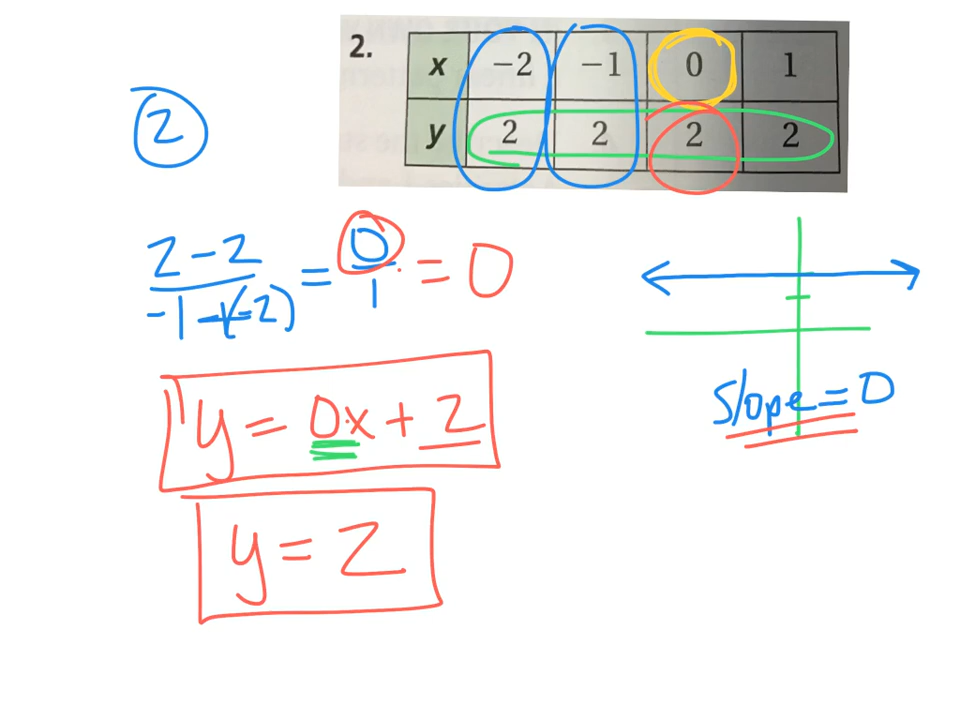 2.
x −2 −1 0 1
y 2 2 2 2
2
2 - 2
-1 - (-2)
= 0
1
= 0
y = 0x + 2
y = 2
Slope = 0